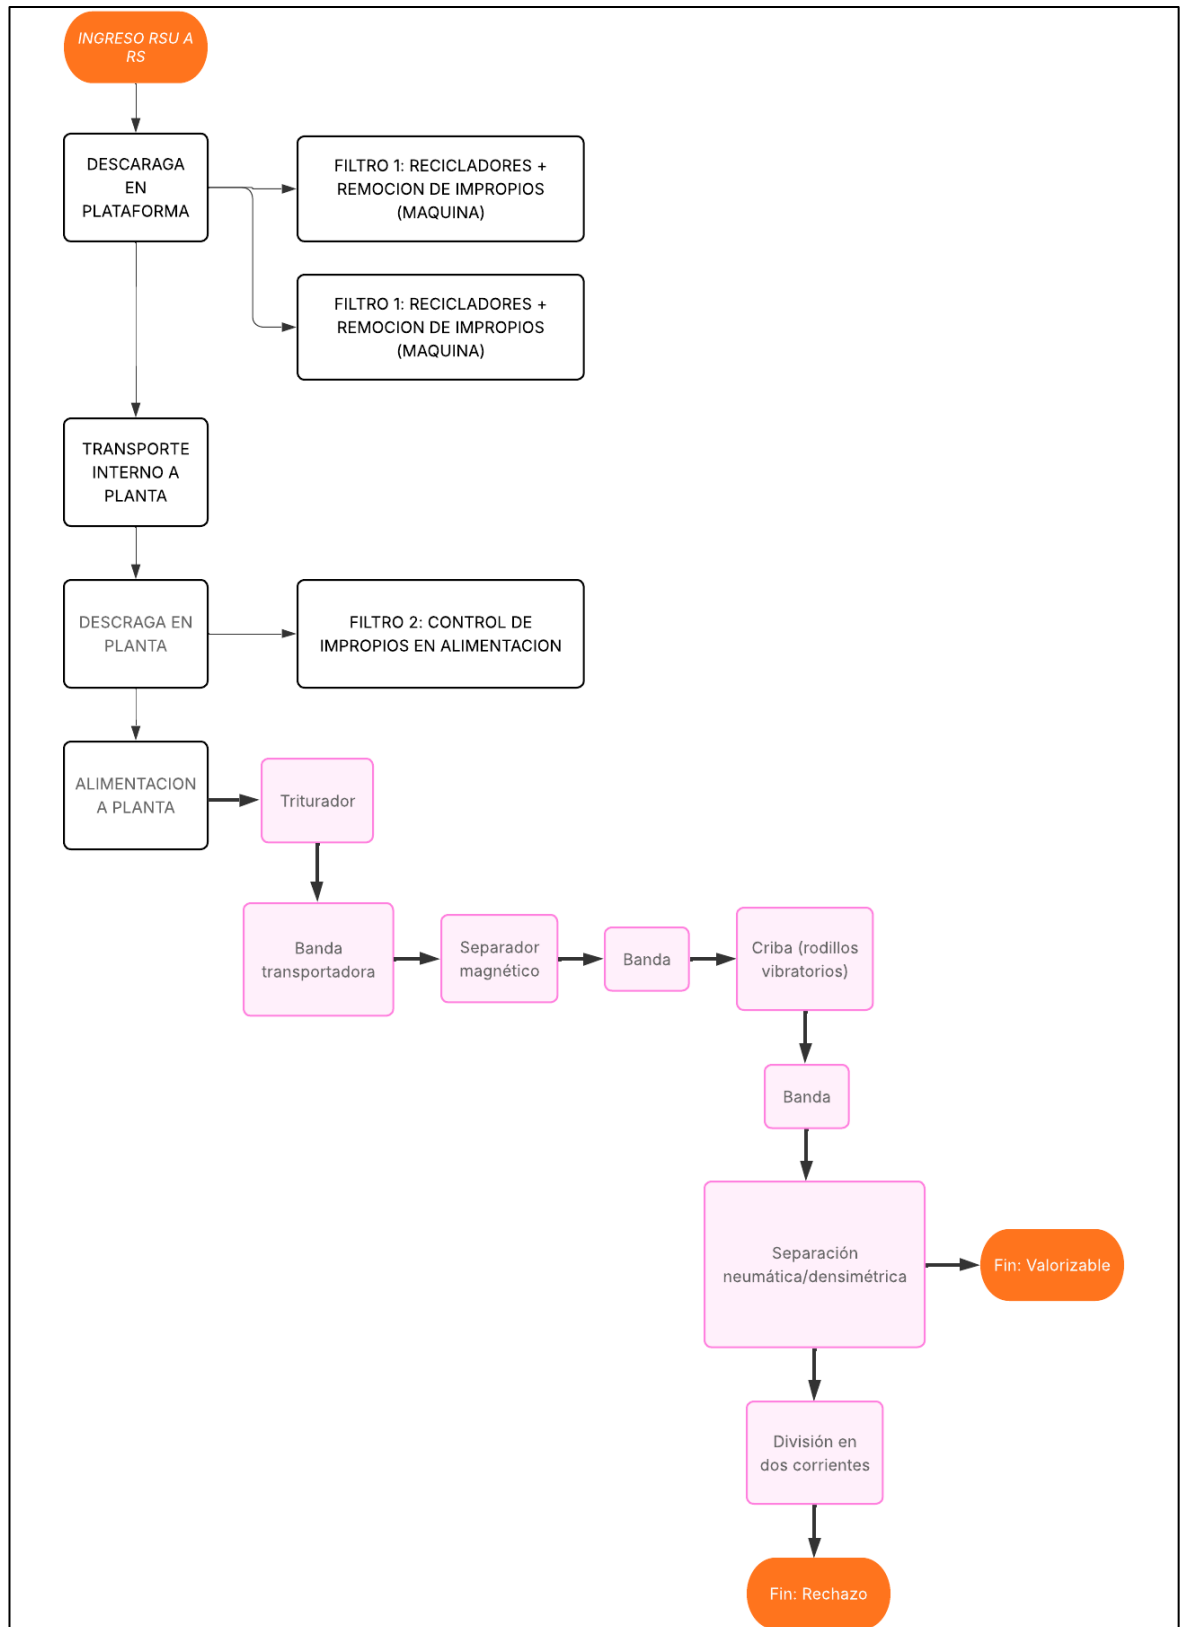 INGRESO RSU A
RS
DESCARAGA
EN
PLATAFORMA
FILTRO 1: RECICLADORES +
REMOCION DE IMPROPIOS
(MAQUINA)
FILTRO 1: RECICLADORES +
REMOCION DE IMPROPIOS
(MAQUINA)
TRANSPORTE
INTERNO A
PLANTA
DESCRAGA EN
PLANTA
FILTRO 2: CONTROL DE
IMPROPIOS EN ALIMENTACION
ALIMENTACION
A PLANTA
Triturador
Banda
transportadora
Separador
magnético
Banda
Criba (rodillos
vibratorios)
Banda
Separación
neumática/densimétrica
Fin: Valorizable
División en
dos corrientes
Fin: Rechazo